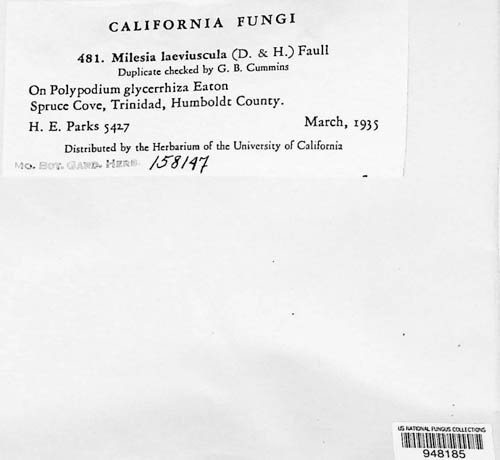 CALIFORNIA FUNGI
481. Milesia laeviuscula (D. & H.) Faull
Duplicate checked by G. B. Cummins
On Polypodium glycerrhiza Eaton
Spruce Cove, Trinidad, Humboldt County.
H. E. Parks 5427 March, 1935
Distributed by the Herbarium of the University of California
MO. BOT. GARD. HERB. 158147
US NATIONAL FUNGUS COLLECTIONS
948185